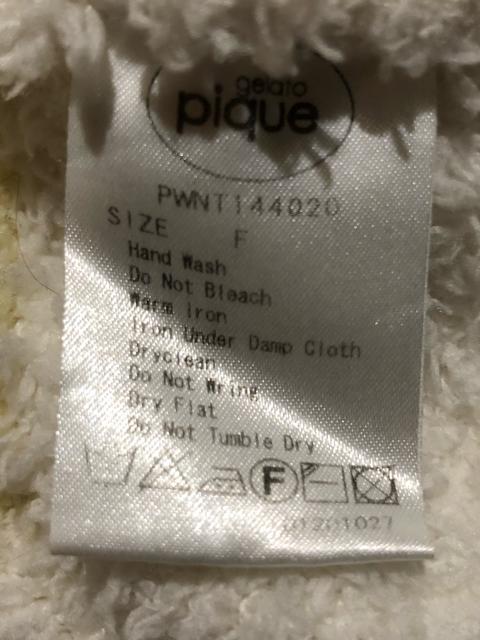 gelato
pique
PWNT144020
SIZE F
Hand Wash
Do Not Bleach
Warm Iron
Iron Under Damp Cloth
Dryclean
Do Not Wring
Dry Flat
Do Not Tumble Dry
F
01201027